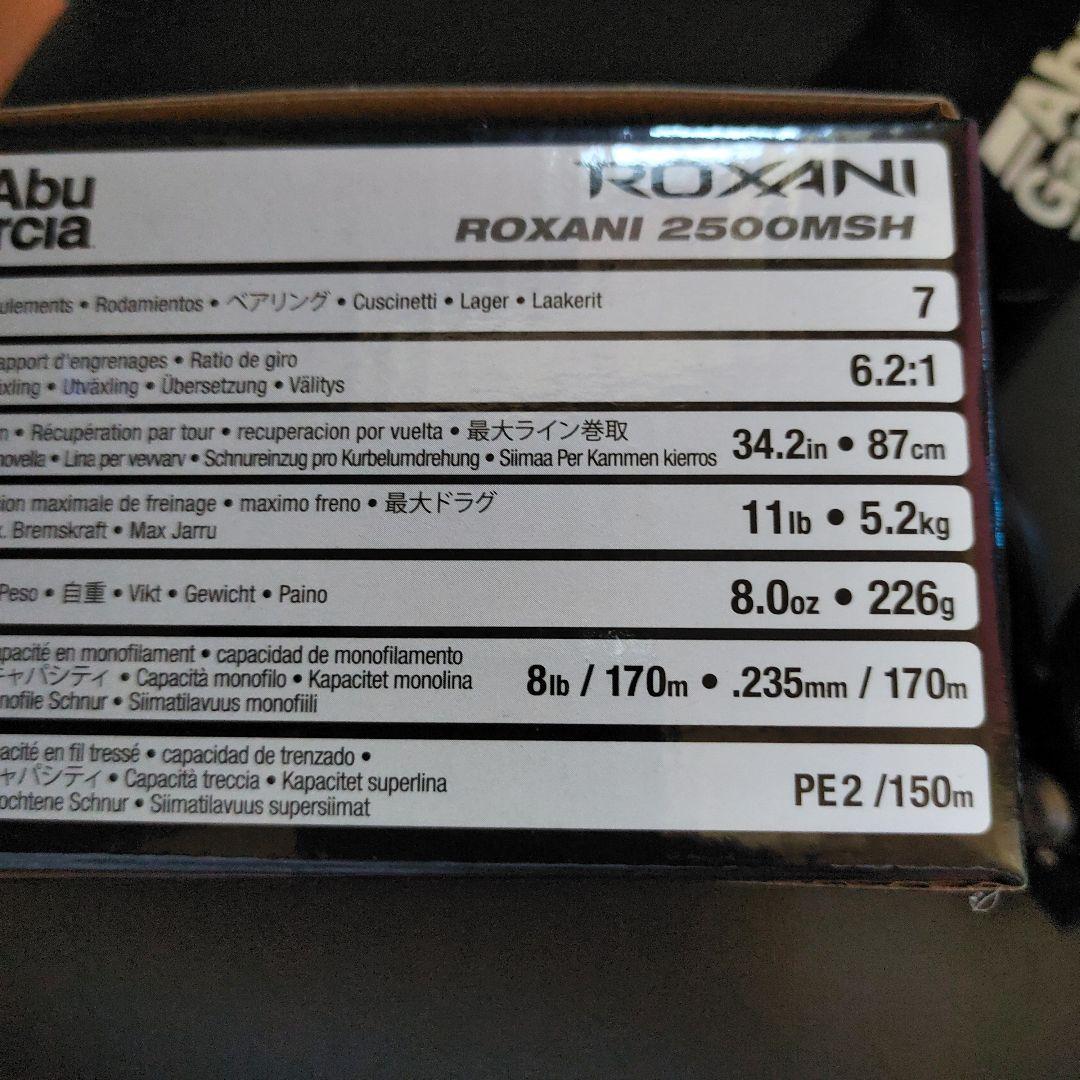 Abu
rcia
ROXANI
ROXANI 2500MSH
ulements • Rodamientos • ベアリング • Cuscinetti • Lager • Laakerit
7
apport d'engrenages • Ratio de giro
xling • Utväxling • Übersetzung • Välitys
6.2:1
n • Récupération par tour • recuperacion por vuelta • 最大ライン巻取
novella • Lina per vevvarv • Schnureinzug pro Kurbelumdrehung • Siimaa Per Kammen kierros
34.2in • 87cm
ion maximale de freinage • maximo freno • 最大ドラグ
. Bremskraft • Max Jarru
11lb • 5.2kg
Peso • 自重 • Vikt • Gewicht • Paino
8.0oz • 226g
pacité en monofilament • capacidad de monofilamento
キャパシティ • Capacità monofilo • Kapacitet monolina
nofile Schnur • Siimatilavuus monofiili
8lb / 170m • .235mm / 170m
acité en fil tressé • capacidad de trenzado •
ャパシティ • Capacità treccia • Kapacitet superlina
ochtene Schnur • Siimatilavuus supersiimat
PE2 /150m